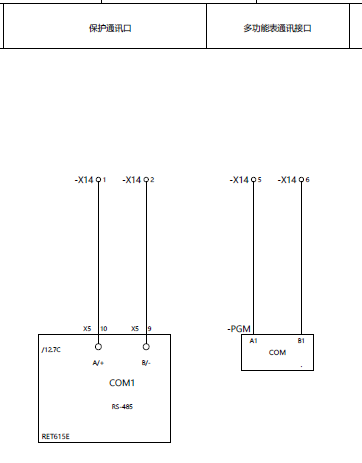 保护通讯口 多功能表通讯接口
-X14 1 -X14 2 -X14 5 -X14 6
X5 10 X5 9 -PGM
/12.7C A1 B1
A/+ B/- COM
COM1
RS-485
RET615E